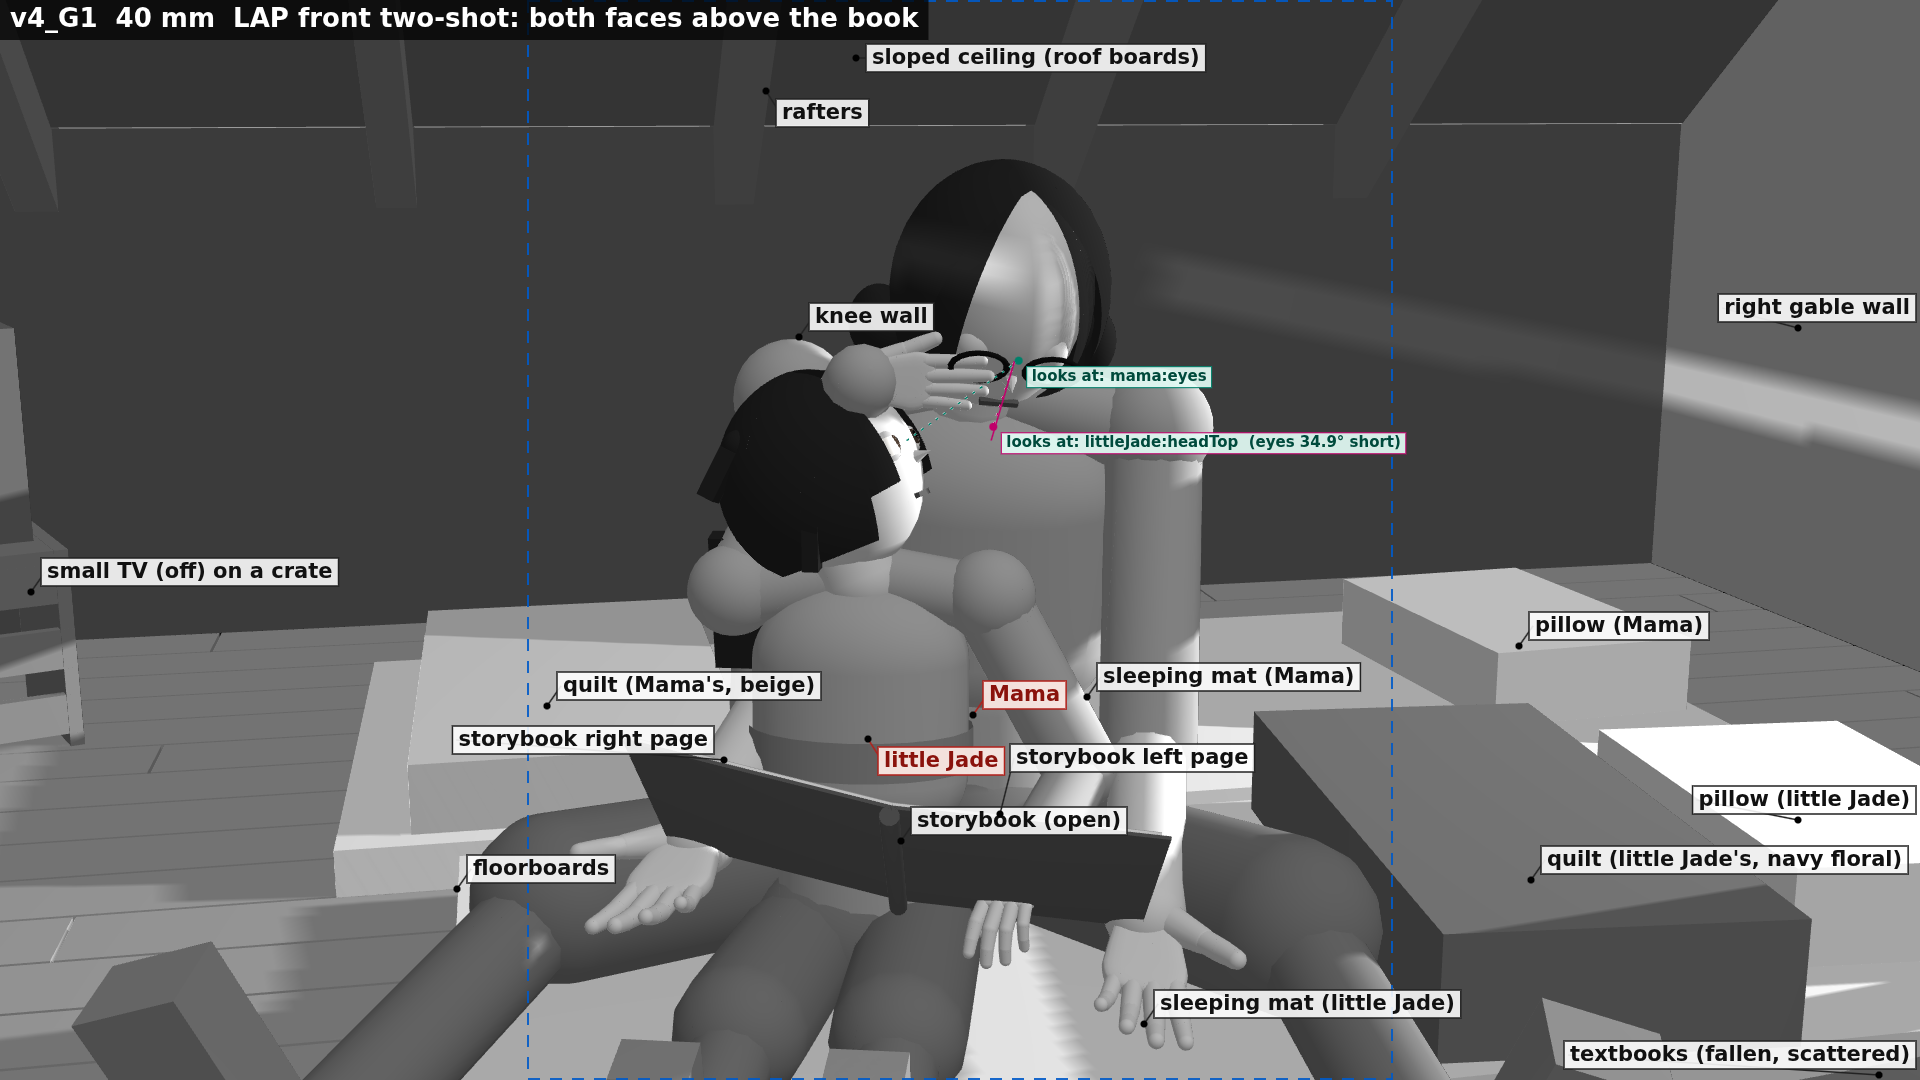 v4_G1 40 mm LAP front two-shot: both faces above the book
sloped ceiling (roof boards)
rafters
right gable wall
knee wall
looks at: mama:eyes
looks at: littleJade:headTop (eyes 34.9° short)
small TV (off) on a crate
pillow (Mama)
sleeping mat (Mama)
quilt (Mama's, beige)
Mama
storybook right page
little Jade
storybook left page
pillow (little Jade)
storybook (open)
quilt (little Jade's, navy floral)
floorboards
sleeping mat (little Jade)
textbooks (fallen, scattered)